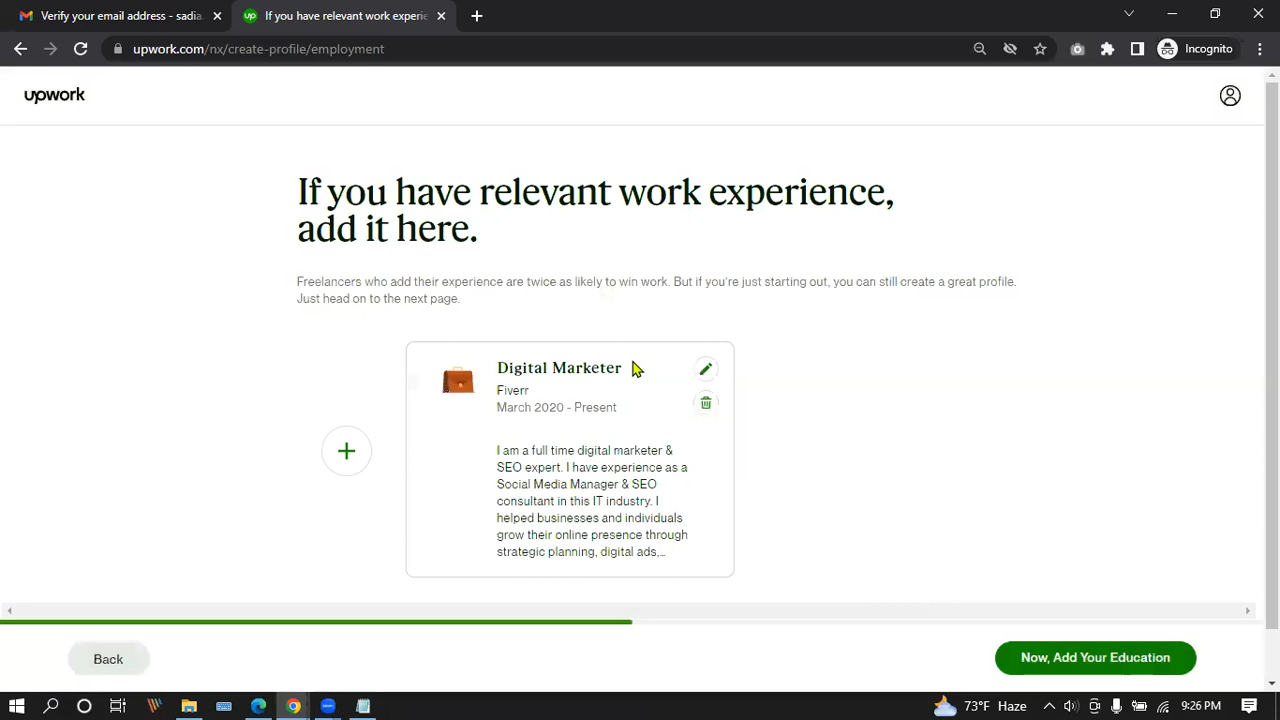 Verify your email address - sadia.
If you have relevant work experie
upwork.com/nx/create-profile/employment
Incognito
upwork
If you have relevant work experience,
add it here.
Freelancers who add their experience are twice as likely to win work. But if you're just starting out, you can still create a great profile.
Just head on to the next page.
Digital Marketer
Fiverr
March 2020 - Present
I am a full time digital marketer &
SEO expert. I have experience as a
Social Media Manager & SEO
consultant in this IT industry. I
helped businesses and individuals
grow their online presence through
strategic planning, digital ads,...
Back
Now, Add Your Education
73°F Haze
9:26 PM